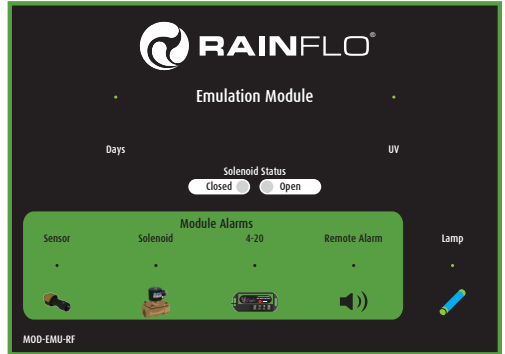 RAINFLO®
Emulation Module
Days UV
Solenoid Status
Closed Open
Module Alarms
Sensor Solenoid 4-20 Remote Alarm Lamp
MOD-EMU-RF